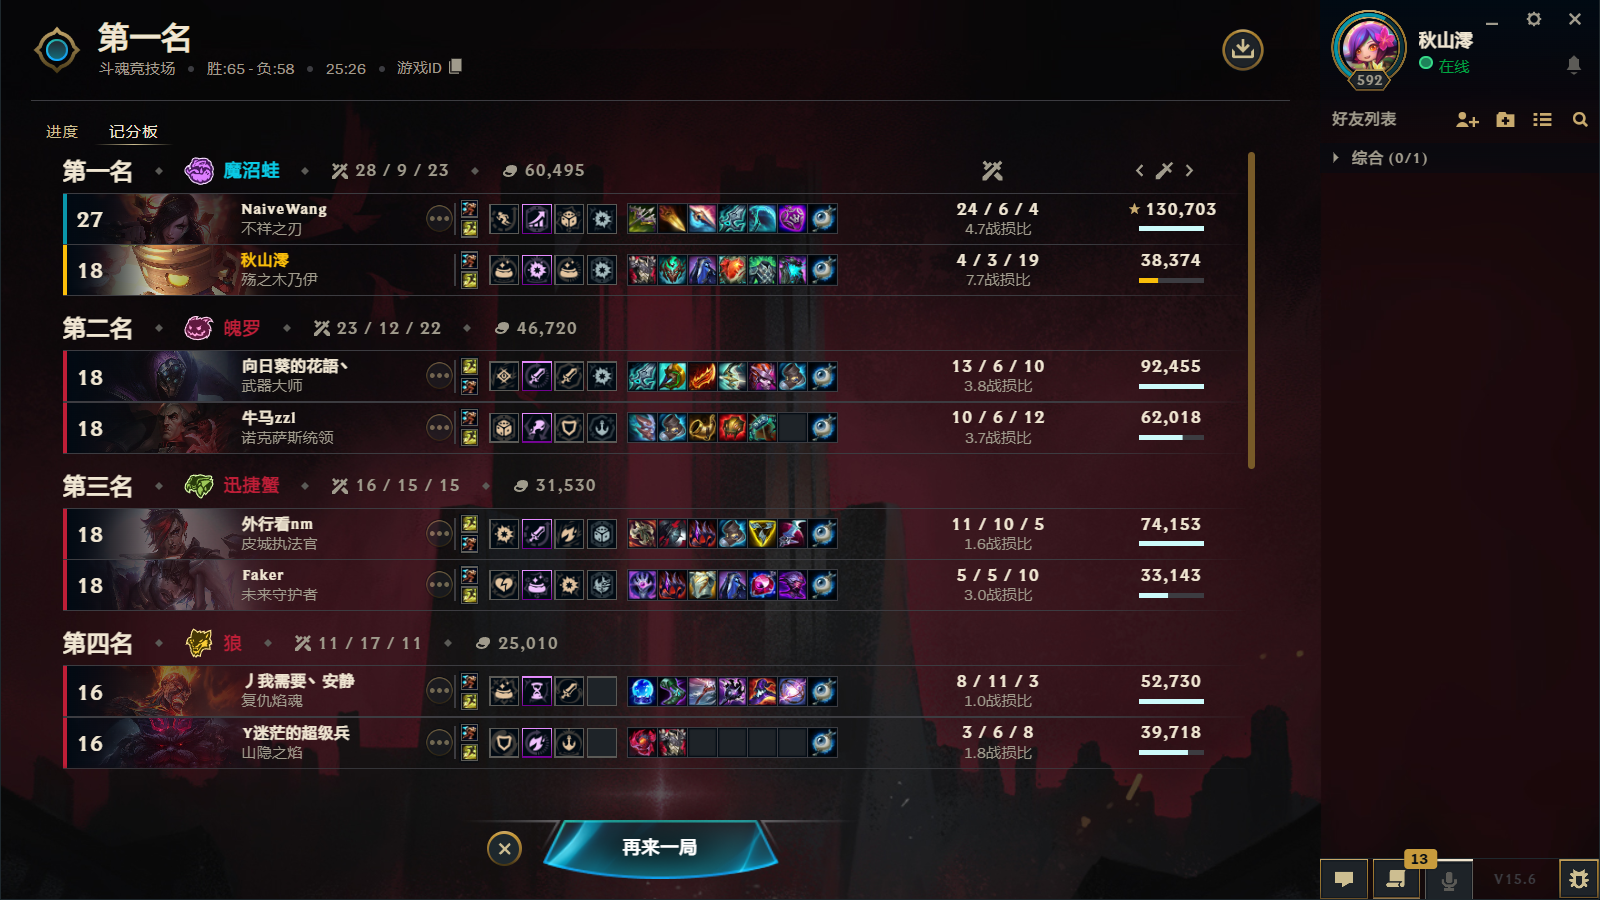 第一名
斗魂竞技场 • 胜:65 - 负:58 • 25:26 • 游戏ID
进度 记分板
第一名 魔沼蛙 28 / 9 / 23 60,495
27 NaiveWang 24 / 6 / 4 130,703
不祥之刃 4.7战损比
18 秋山澪 4 / 3 / 19 38,374
殇之木乃伊 7.7战损比
第二名 魄罗 23 / 12 / 22 46,720
18 向日葵的花語丶 13 / 6 / 10 92,455
武器大师 3.8战损比
18 牛马zzl 10 / 6 / 12 62,018
诺克萨斯统领 3.7战损比
第三名 迅捷蟹 16 / 15 / 15 31,530
18 外行看nm 11 / 10 / 5 74,153
皮城执法官 1.6战损比
18 Faker 5 / 5 / 10 33,143
未来守护者 3.0战损比
第四名 狼 11 / 17 / 11 25,010
16 丿我需要丶安静 8 / 11 / 3 52,730
复仇焰魂 1.0战损比
16 Y迷茫的超级兵 3 / 6 / 8 39,718
山隐之焰 1.8战损比
再来一局
秋山澪
592 在线
好友列表
综合 (0/1)
13
V15.6